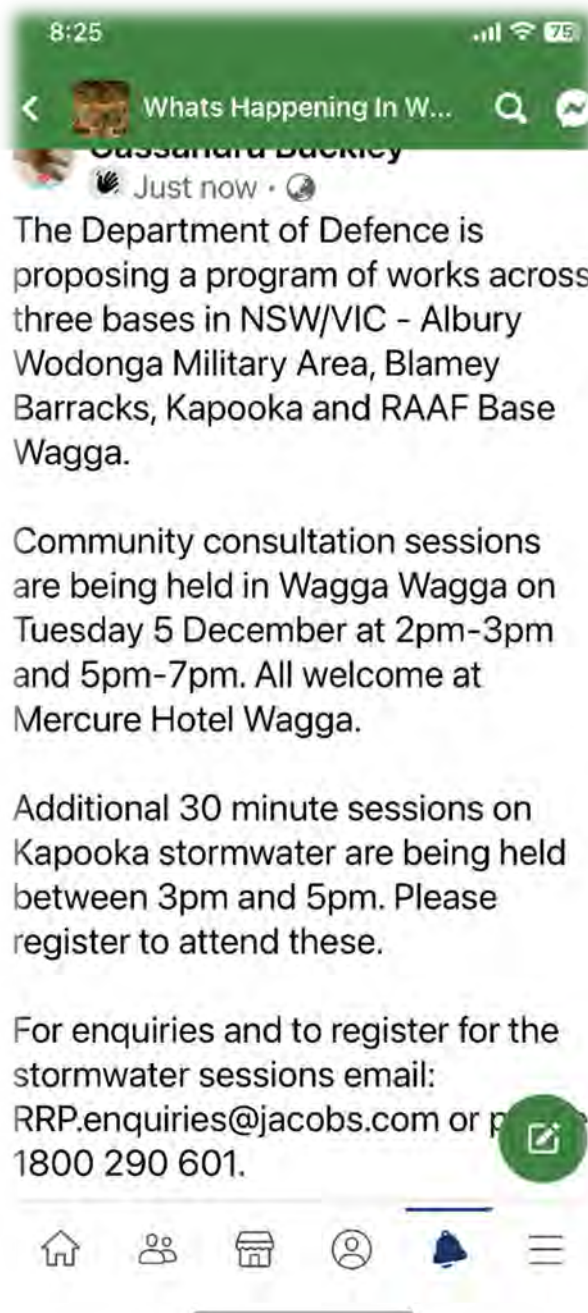 8:25
75
Whats Happening In W...
Just now ·
The Department of Defence is
proposing a program of works across
three bases in NSW/VIC - Albury
Wodonga Military Area, Blamey
Barracks, Kapooka and RAAF Base
Wagga.
Community consultation sessions
are being held in Wagga Wagga on
Tuesday 5 December at 2pm-3pm
and 5pm-7pm. All welcome at
Mercure Hotel Wagga.
Additional 30 minute sessions on
Kapooka stormwater are being held
between 3pm and 5pm. Please
register to attend these.
For enquiries and to register for the
stormwater sessions email:
RRP.enquiries@jacobs.com or
1800 290 601.